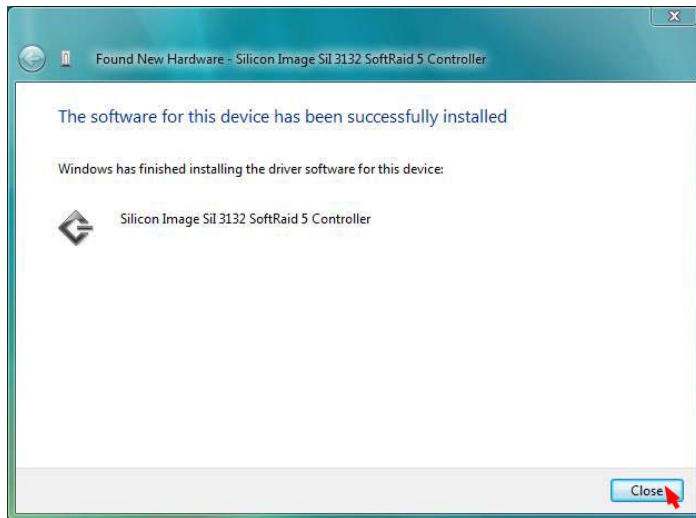 Found New Hardware - Silicon Image SiI 3132 SoftRaid 5 Controller
The software for this device has been successfully installed
Windows has finished installing the driver software for this device:
Silicon Image SiI 3132 SoftRaid 5 Controller
Close